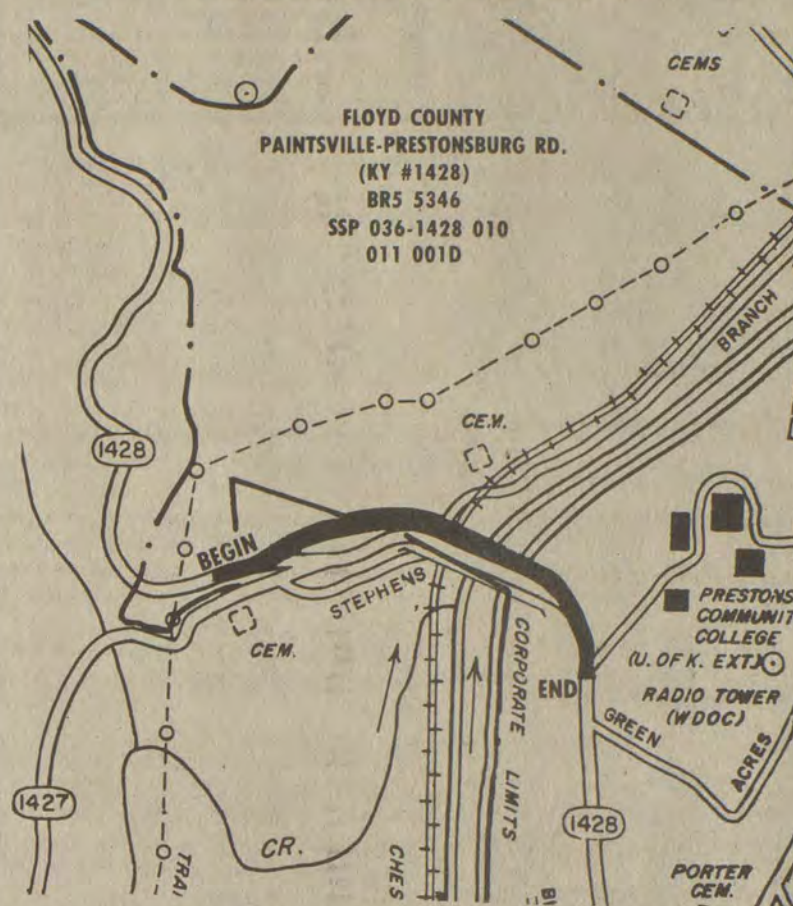 CEMS
FLOYD COUNTY
PAINTSVILLE-PRESTONSBURG RD.
(KY #1428)
BR5 5346
SSP 036-1428 010
011 001D
BRANCH
CEM.
1428
BEGIN
STEPHENS
CEM.
PRESTONS
COMMUNIT
COLLEGE
(U. OF K. EXT.)
RADIO TOWER
(WDOC)
END
CORPORATE LIMITS
GREEN
ACRES
1427
1428
CR.
TRAI
CHES
PORTER
CEM.